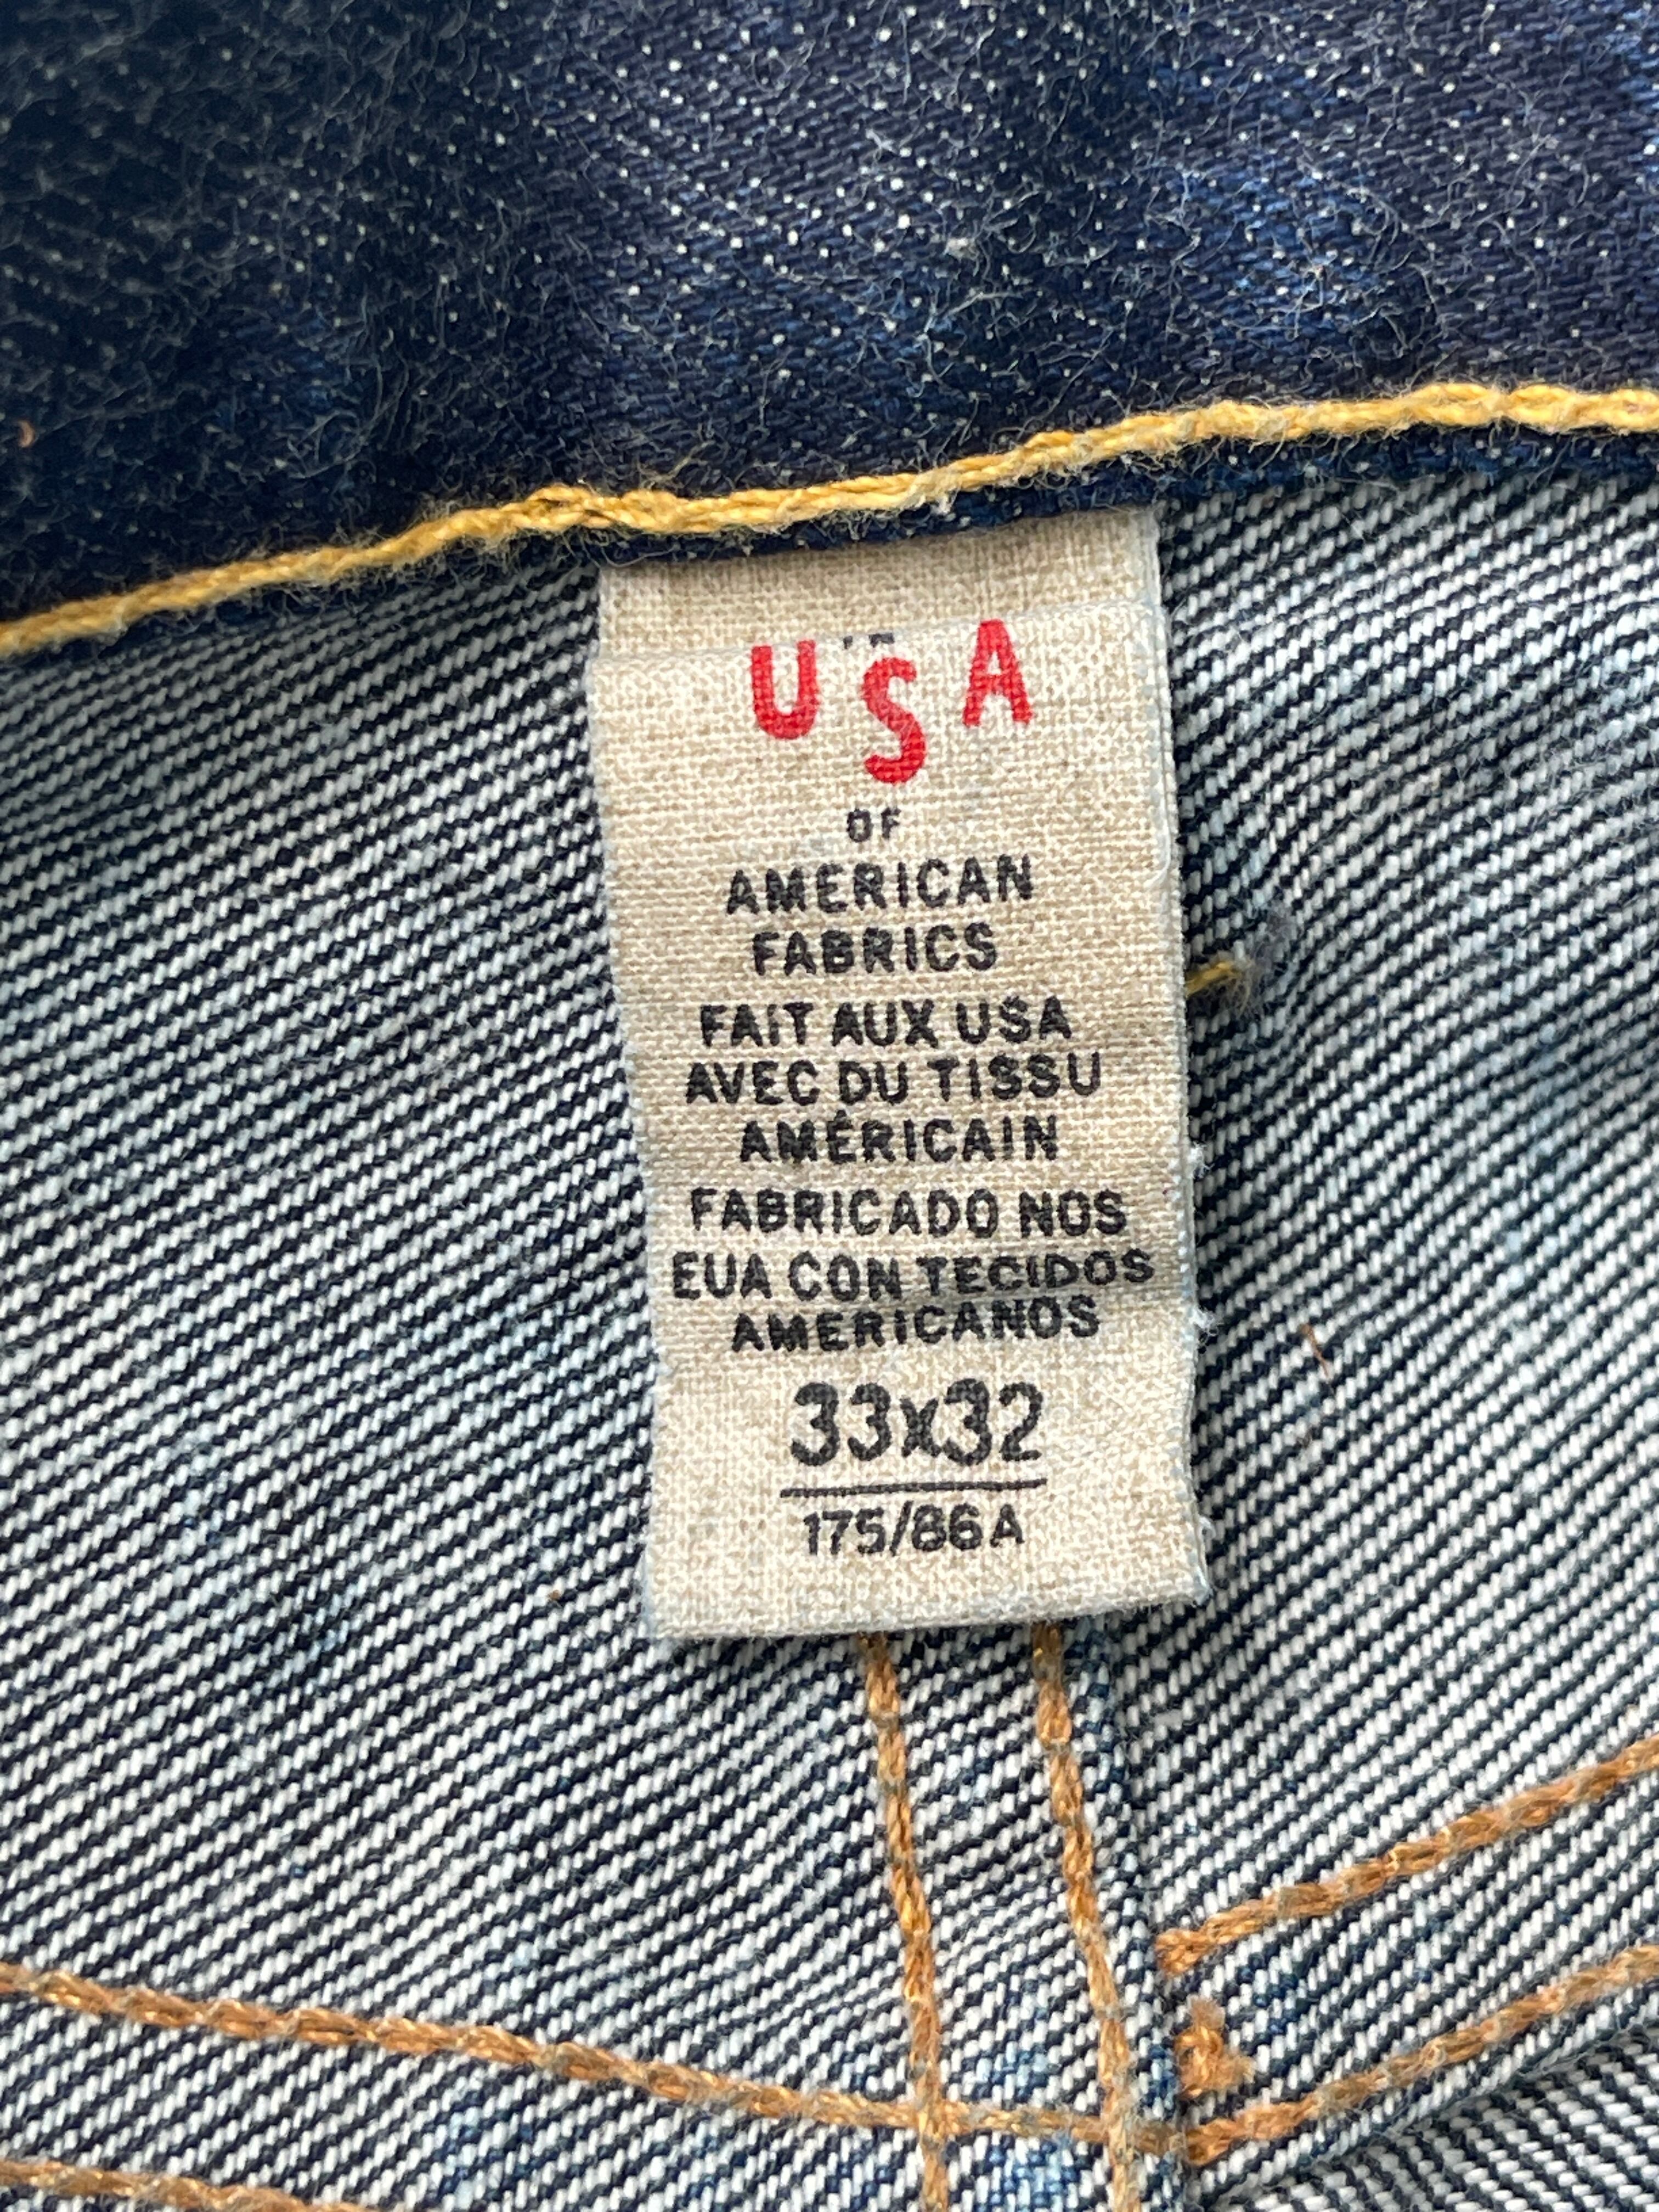 USA
OF
AMERICAN
FABRICS
FAIT AUX USA
AVEC DU TISSU
AMÉRICAIN
FABRICADO NOS
EUA CON TECIDOS
AMERICANOS
33x32
175/86A